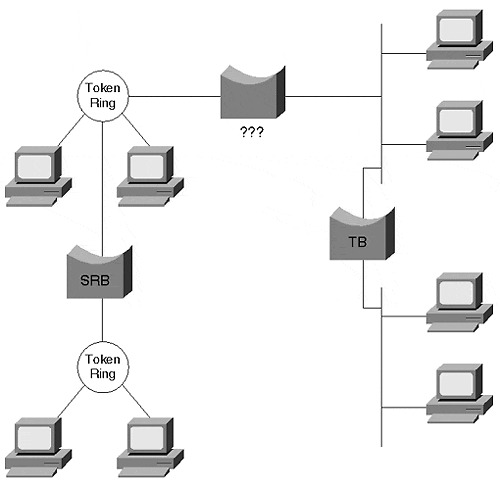 Token
Ring
???
TB
SRB
Token
Ring